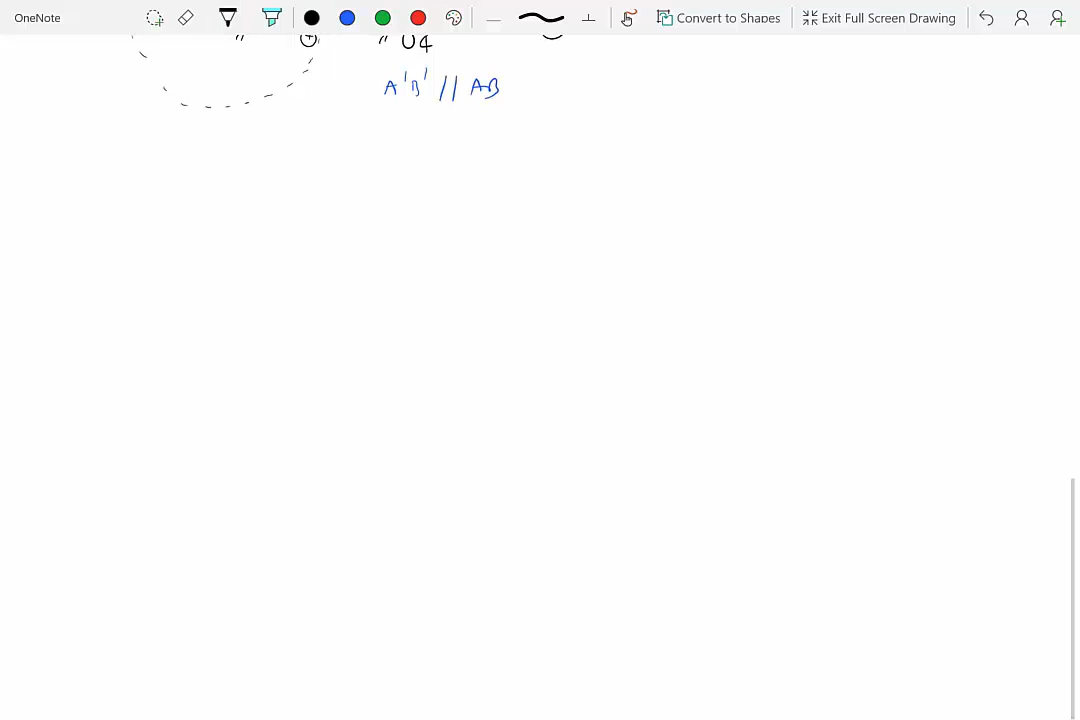 OneNote
Convert to Shapes
Exit Full Screen Drawing
A'B' // AB